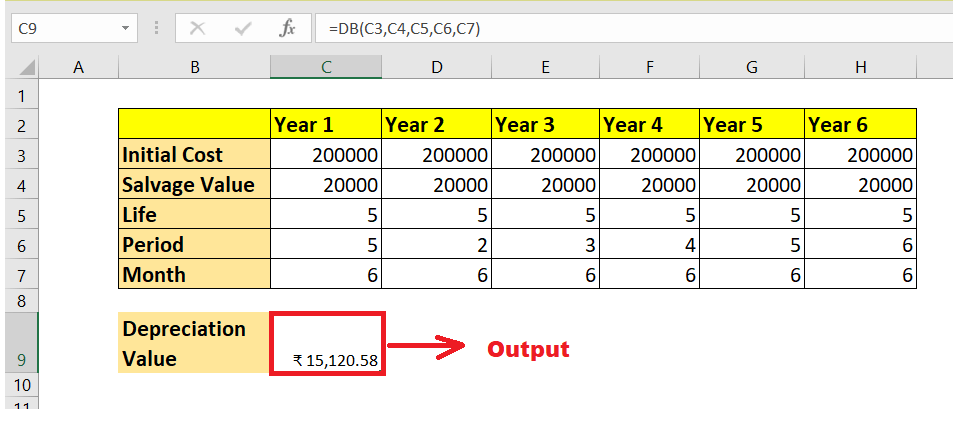 C9 fx =DB(C3,C4,C5,C6,C7)
A B C D E F G H
1
2 Year 1 Year 2 Year 3 Year 4 Year 5 Year 6
3 Initial Cost 200000 200000 200000 200000 200000 200000
4 Salvage Value 20000 20000 20000 20000 20000 20000
5 Life 5 5 5 5 5 5
6 Period 5 2 3 4 5 6
7 Month 6 6 6 6 6 6
8
Depreciation
9 Value ₹ 15,120.58 Output
10
11